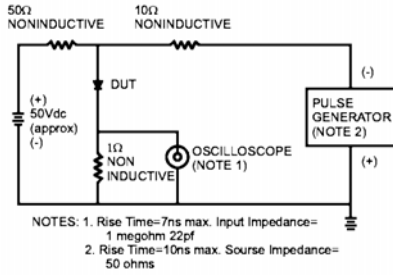 50Ω
NONINDUCTIVE
10Ω
NONINDUCTIVE
(+)
50Vdc
(approx)
(-)
DUT
1Ω
NON
INDUCTIVE
OSCILLOSCOPE
(NOTE 1)
(-)
PULSE
GENERATOR
(NOTE 2)
(+)
NOTES: 1. Rise Time=7ns max. Input Impedance=
1 megohm 22pf
2. Rise Time=10ns max. Sourse Impedance=
50 ohms